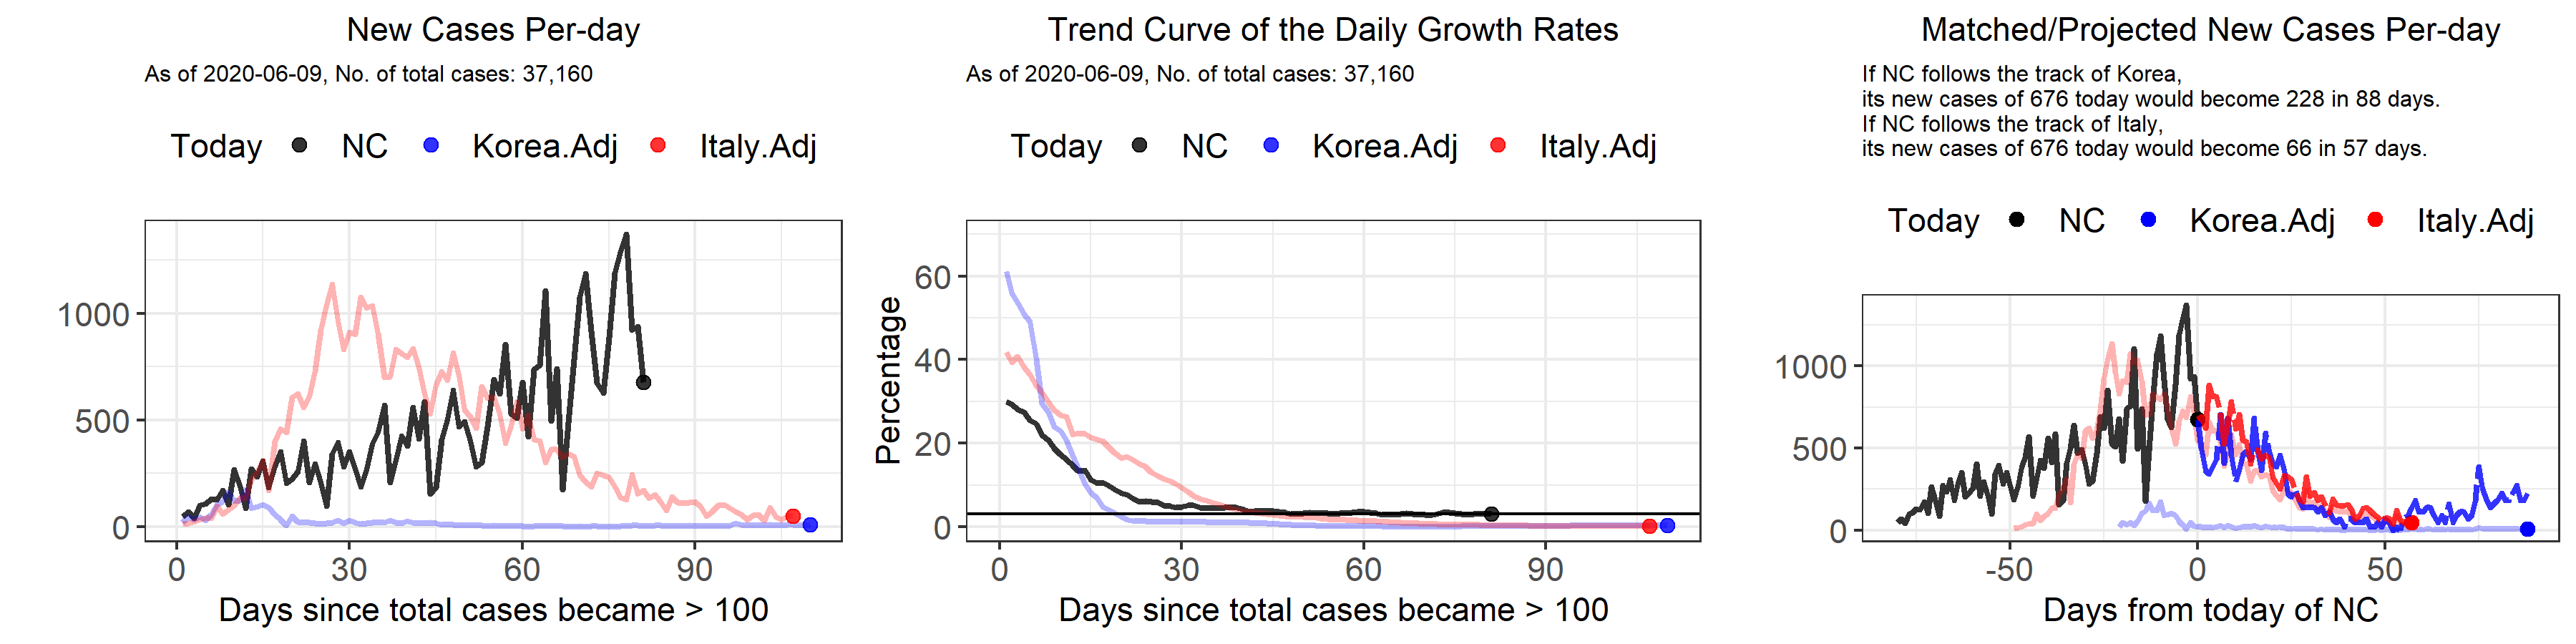 New Cases Per-day
As of 2020-06-09, No. of total cases: 37,160
Today NC Korea.Adj Italy.Adj
1000
500
0
0 30 60 90
Days since total cases became > 100
Trend Curve of the Daily Growth Rates
As of 2020-06-09, No. of total cases: 37,160
Today NC Korea.Adj Italy.Adj
Percentage
60
40
20
0
0 30 60 90
Days since total cases became > 100
Matched/Projected New Cases Per-day
If NC follows the track of Korea,
its new cases of 676 today would become 228 in 88 days.
If NC follows the track of Italy,
its new cases of 676 today would become 66 in 57 days.
Today NC Korea.Adj Italy.Adj
1000
500
0
-50 0 50
Days from today of NC